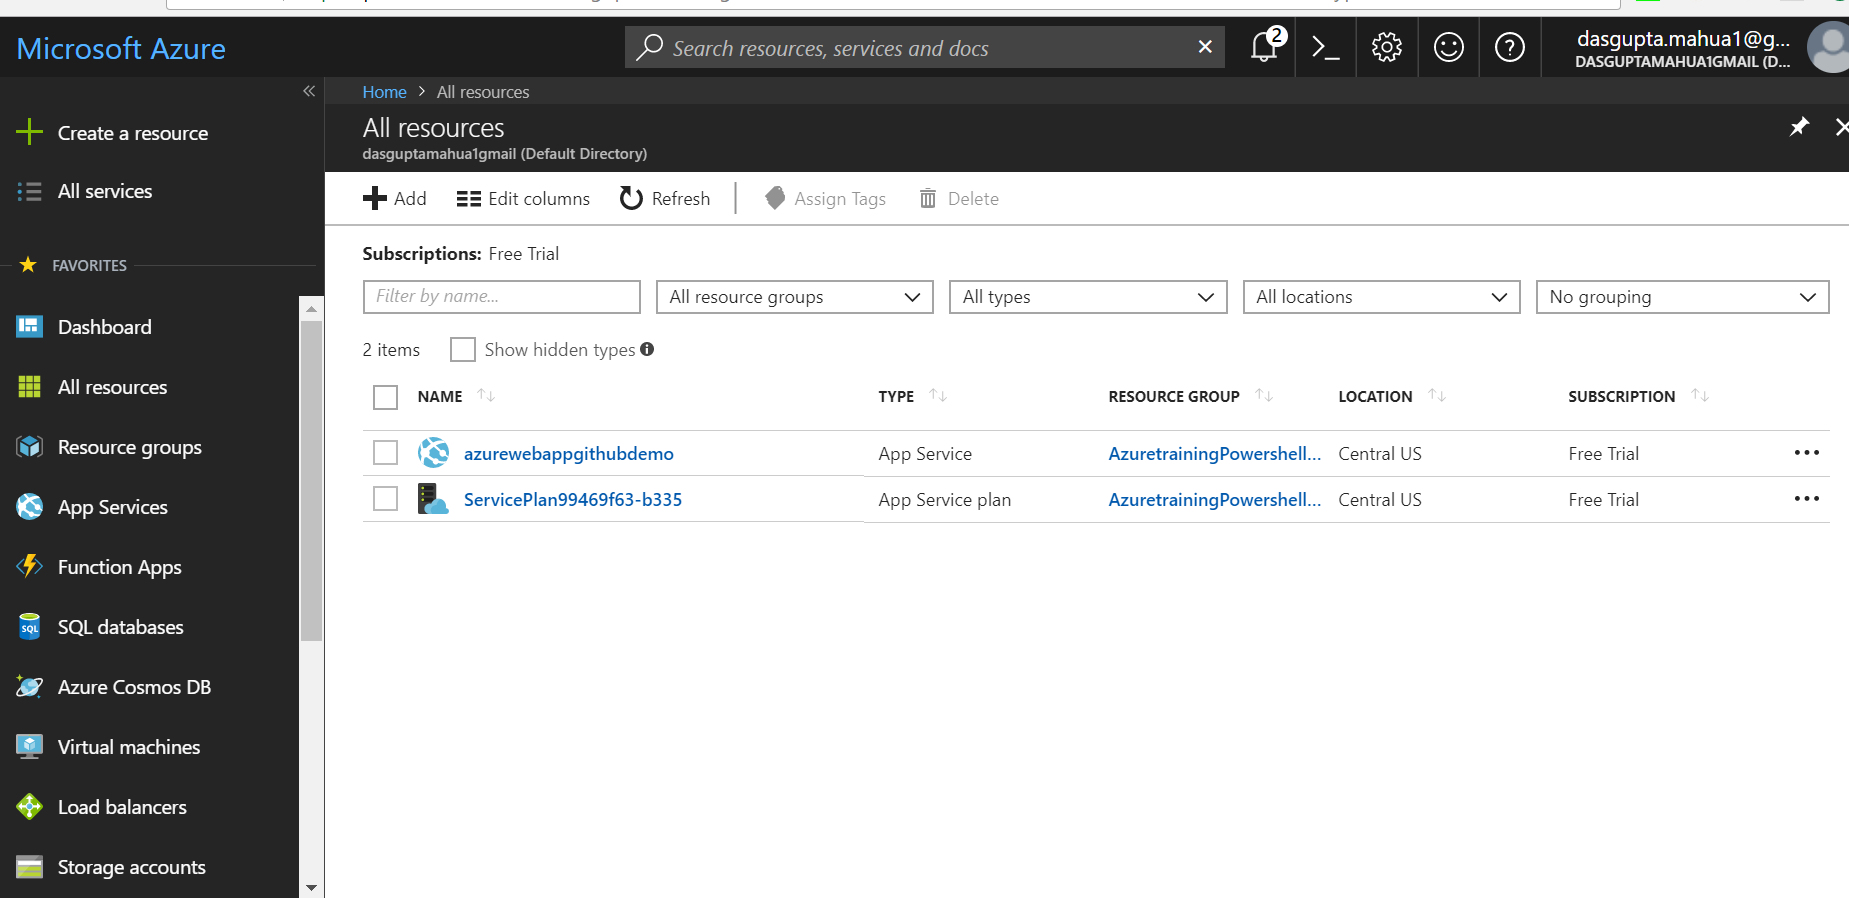 Microsoft Azure
Search resources, services and docs
2
dasgupta.mahua1@g...
DASGUPTAMAHUA1GMAIL (D...
Create a resource
All services
FAVORITES
Dashboard
All resources
Resource groups
App Services
Function Apps
SQL databases
Azure Cosmos DB
Virtual machines
Load balancers
Storage accounts
Home > All resources
All resources
dasguptamahua1gmail (Default Directory)
Add Edit columns Refresh Assign Tags Delete
Subscriptions: Free Trial
Filter by name... All resource groups All types All locations No grouping
2 items Show hidden types
NAME TYPE RESOURCE GROUP LOCATION SUBSCRIPTION
azurewebappgithubdemo App Service AzuretrainingPowershell... Central US Free Trial
ServicePlan99469f63-b335 App Service plan AzuretrainingPowershell... Central US Free Trial